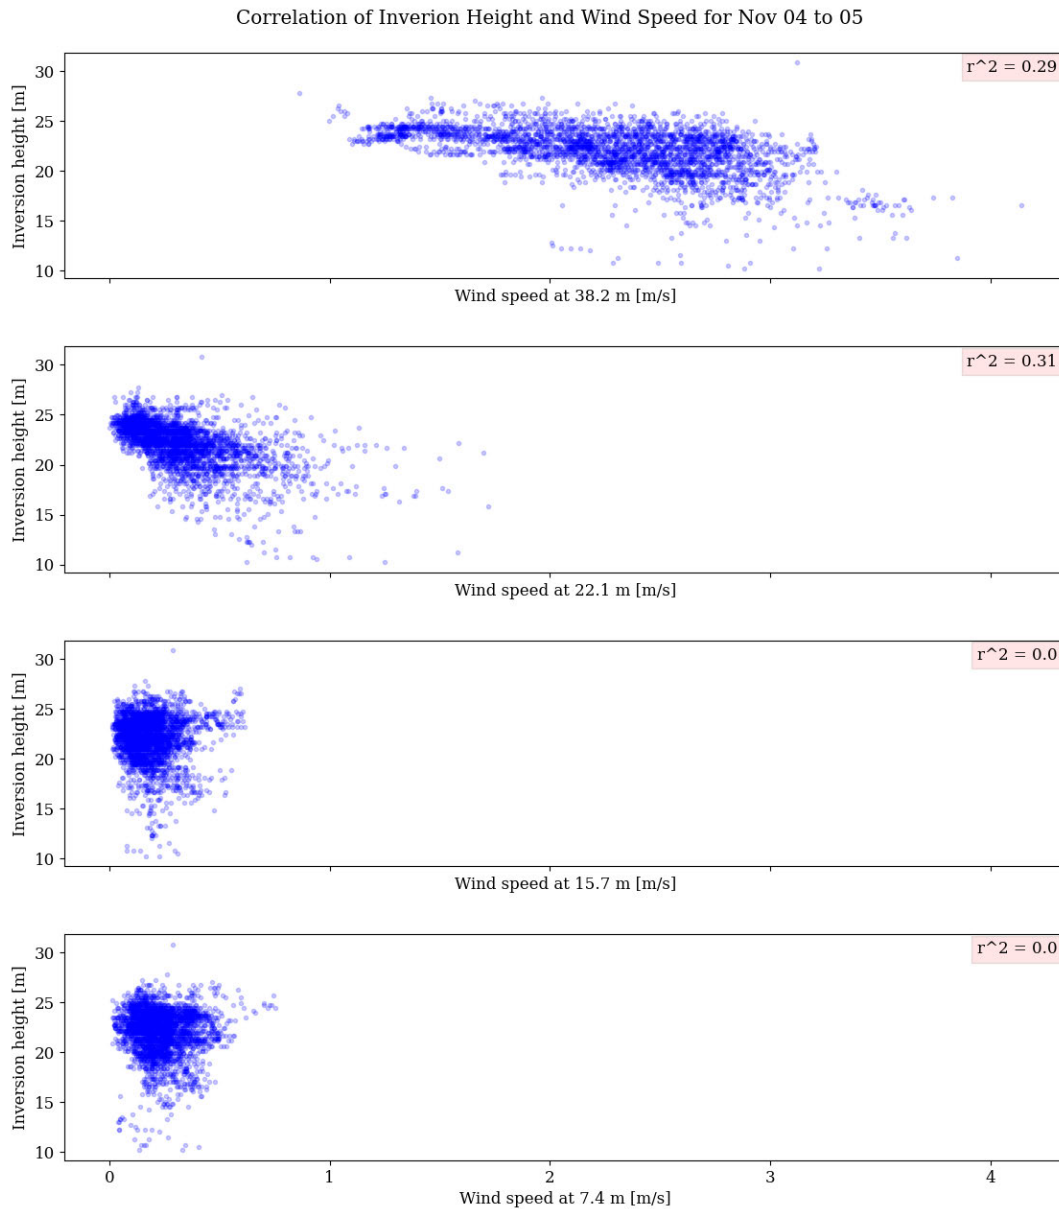 Correlation of Inverion Height and Wind Speed for Nov 04 to 05
r^2 = 0.29
Inversion height [m]
30
25
20
15
10
Wind speed at 38.2 m [m/s]
r^2 = 0.31
Inversion height [m]
30
25
20
15
10
Wind speed at 22.1 m [m/s]
r^2 = 0.0
Inversion height [m]
30
25
20
15
10
Wind speed at 15.7 m [m/s]
r^2 = 0.0
Inversion height [m]
30
25
20
15
10
0 1 2 3 4
Wind speed at 7.4 m [m/s]